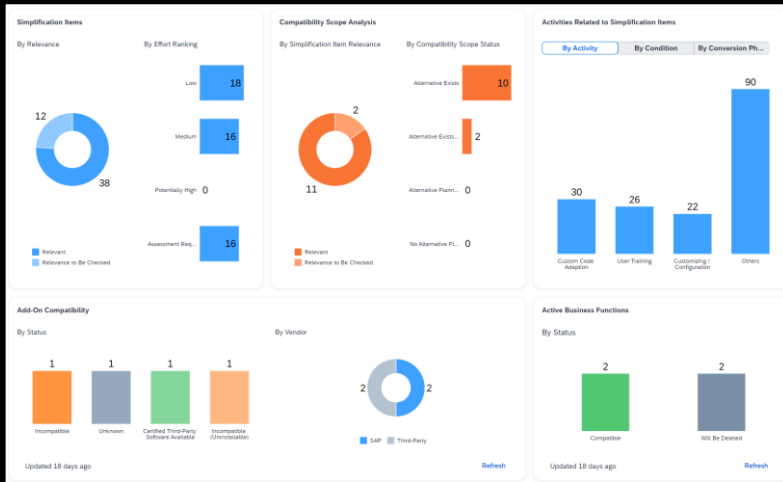 Simplification Items
By Relevance
By Effort Ranking
12
38
Relevant
Relevance to Be Checked
Low 18
Medium 16
Potentially High 0
Assessment Req... 16
Compatibility Scope Analysis
By Simplification Item Relevance
By Compatibility Scope Status
2
11
Relevant
Relevance to Be Checked
Alternative Exists 10
Alternative Exists... 2
Alternative Plann... 0
No Alternative Pl... 0
Activities Related to Simplification Items
By Activity
By Condition
By Conversion Ph...
30
26
22
90
Custom Code
Adaption
User Training
Customizing /
Configuration
Others
Add-On Compatibility
By Status
1
1
1
1
Incompatible
Unknown
Certified Third-Party
Software Available
Incompatible
(Uninstallable)
By Vendor
2
2
SAP
Third-Party
Updated 18 days ago
Refresh
Active Business Functions
By Status
2
2
Compatible
Will Be Deleted
Updated 18 days ago
Refresh